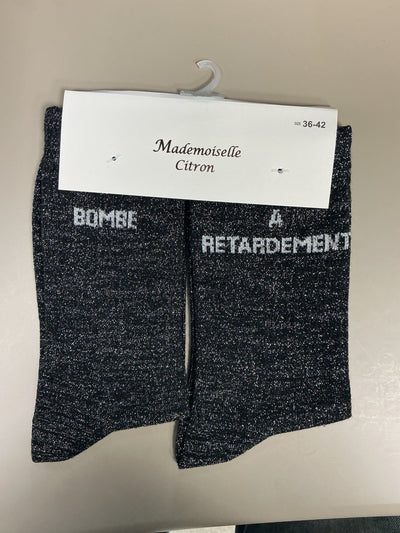 36-42
Mademoiselle
Citron
BOMBE
A
RETARDEMENT